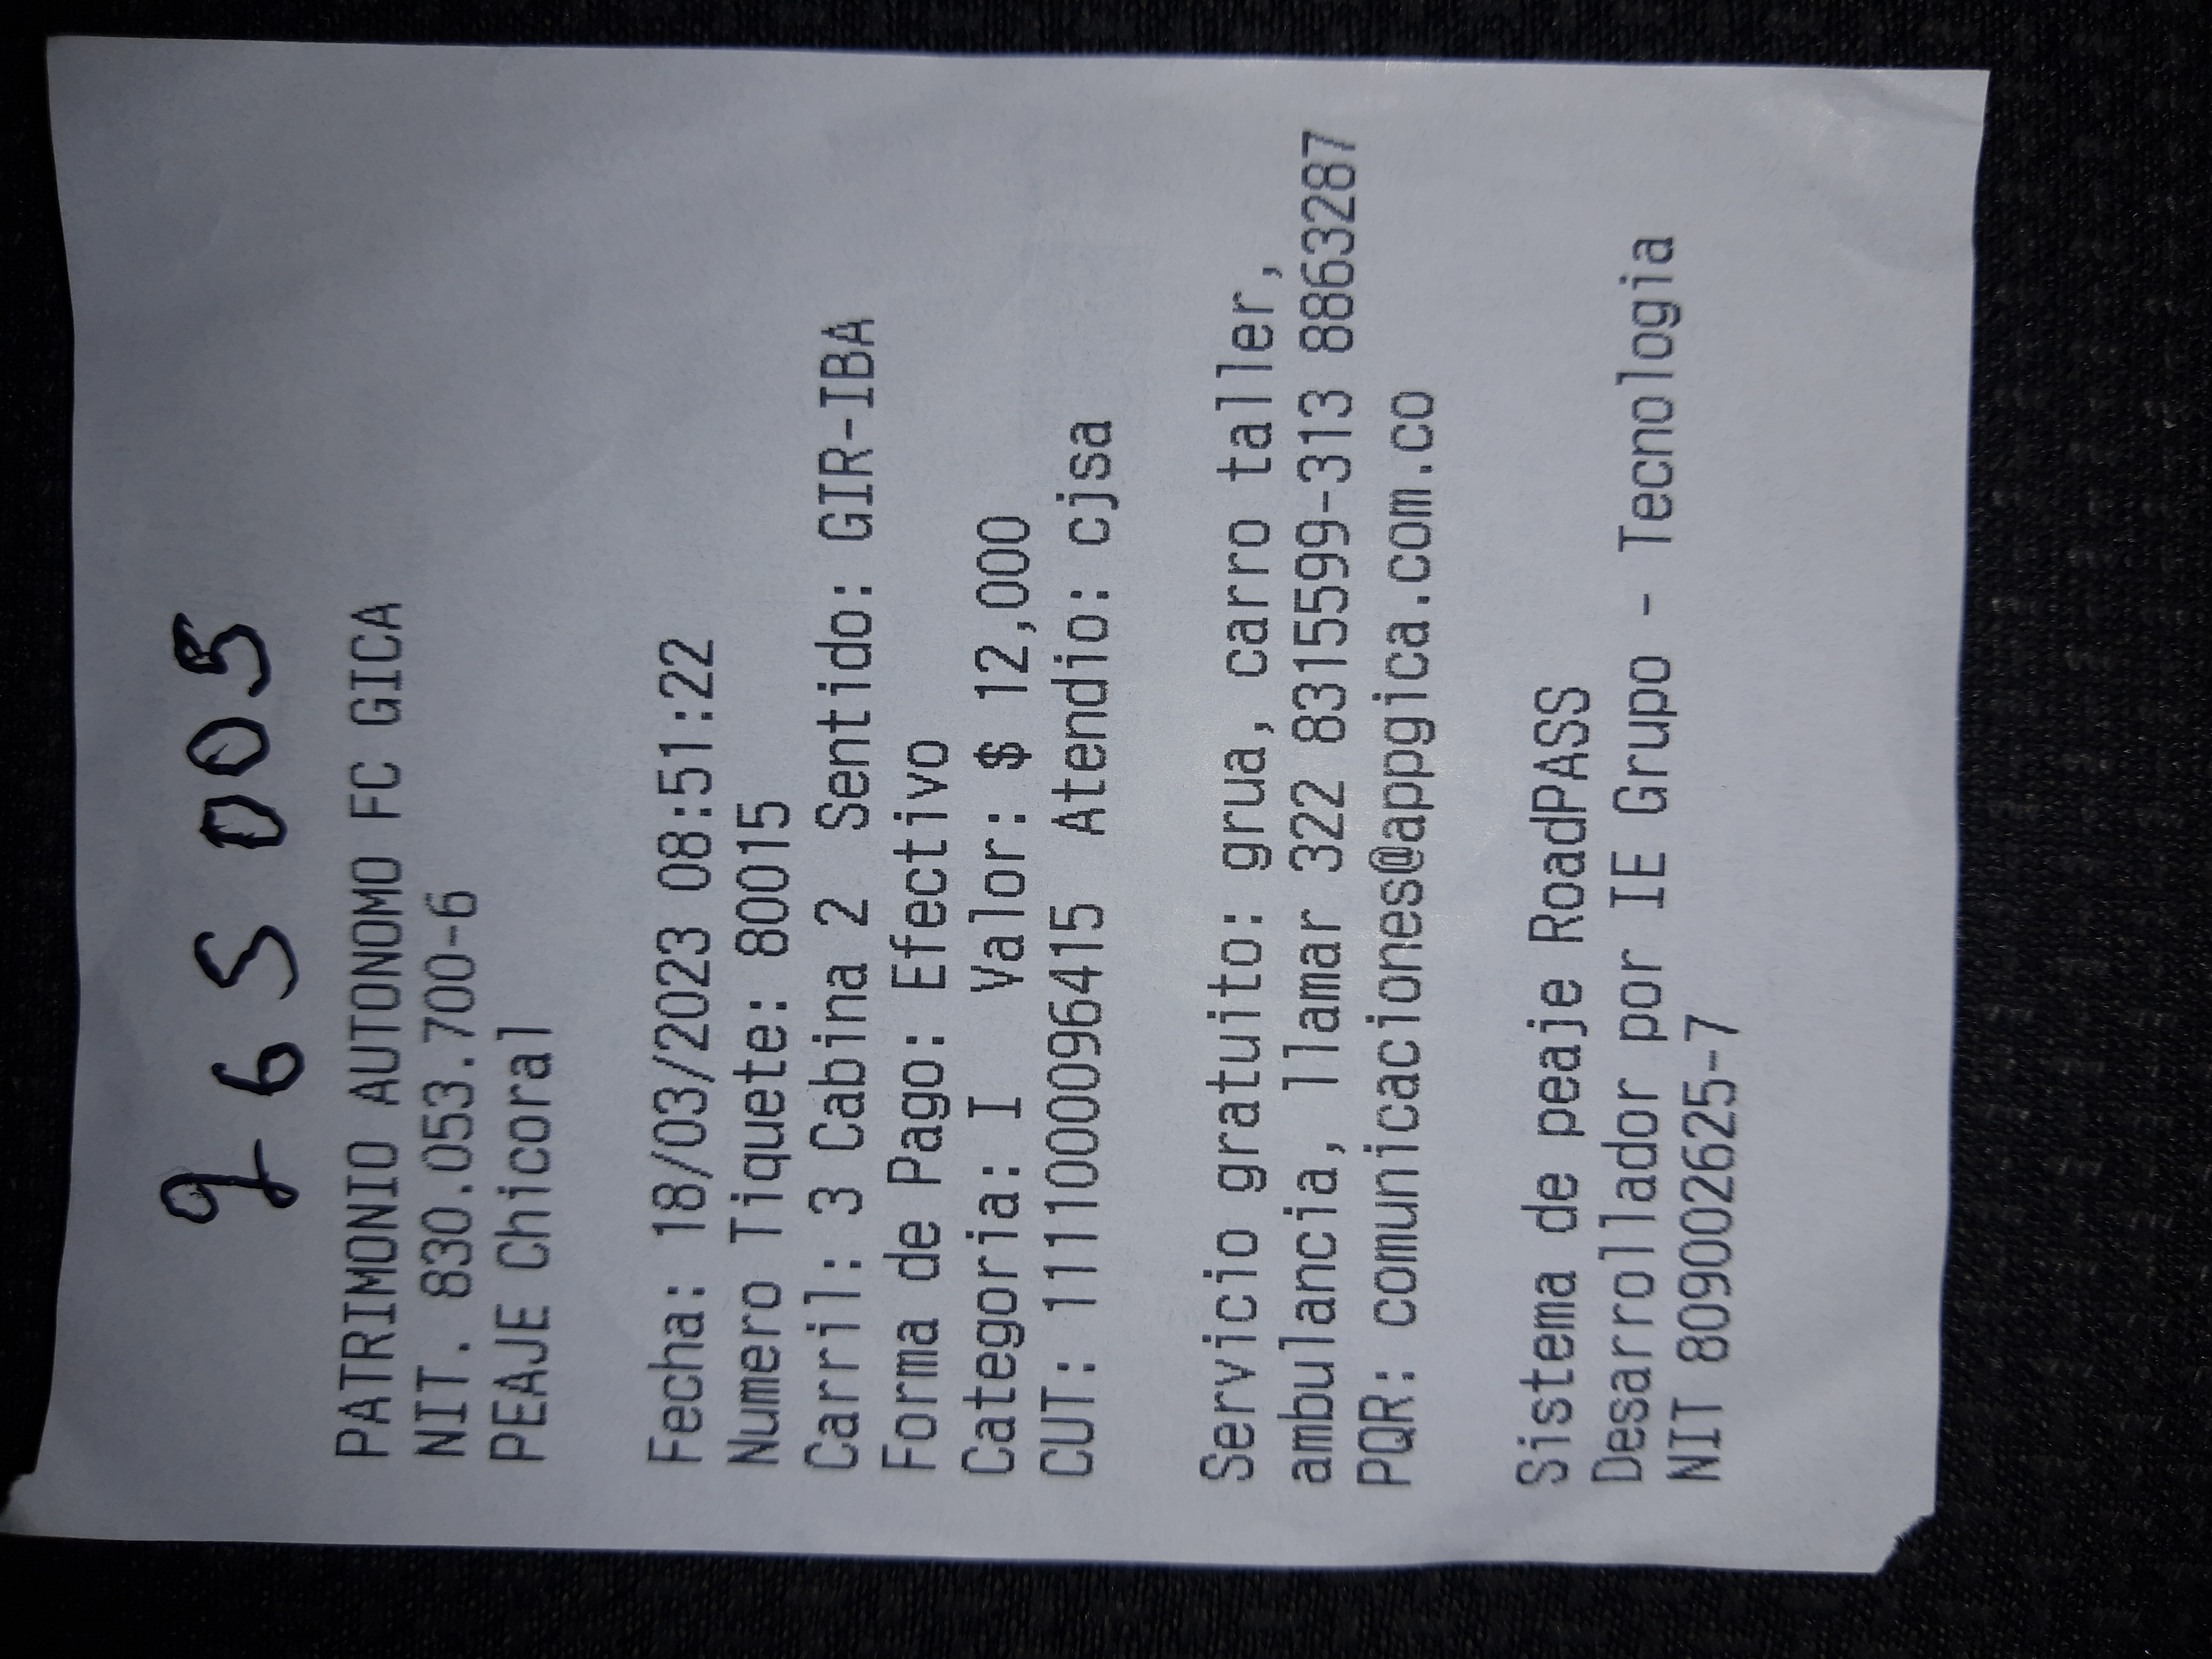 PATRIMONIO AUTONOMO FC GICA
NIT. 830.053.700-6
PEAJE Chicoral
Fecha: 18/03/2023 08:51:22
Numero Tiquete: 80015
Carril: 3 Cabina 2 Sentido: GIR-IBA
Forma de Pago: Efectivo
Categoria: I Valor: $ 12,000
CUT: 111100096415 Atendio: cjsa
Servicio gratuito: grua, carro taller,
ambulancia, llamar 322 8315599-313 8863287
PQR: comunicaciones@appgica.com.co
Sistema de peaje RoadPASS
Desarrollador por IE Grupo - Tecnologia
NIT 809002625-7